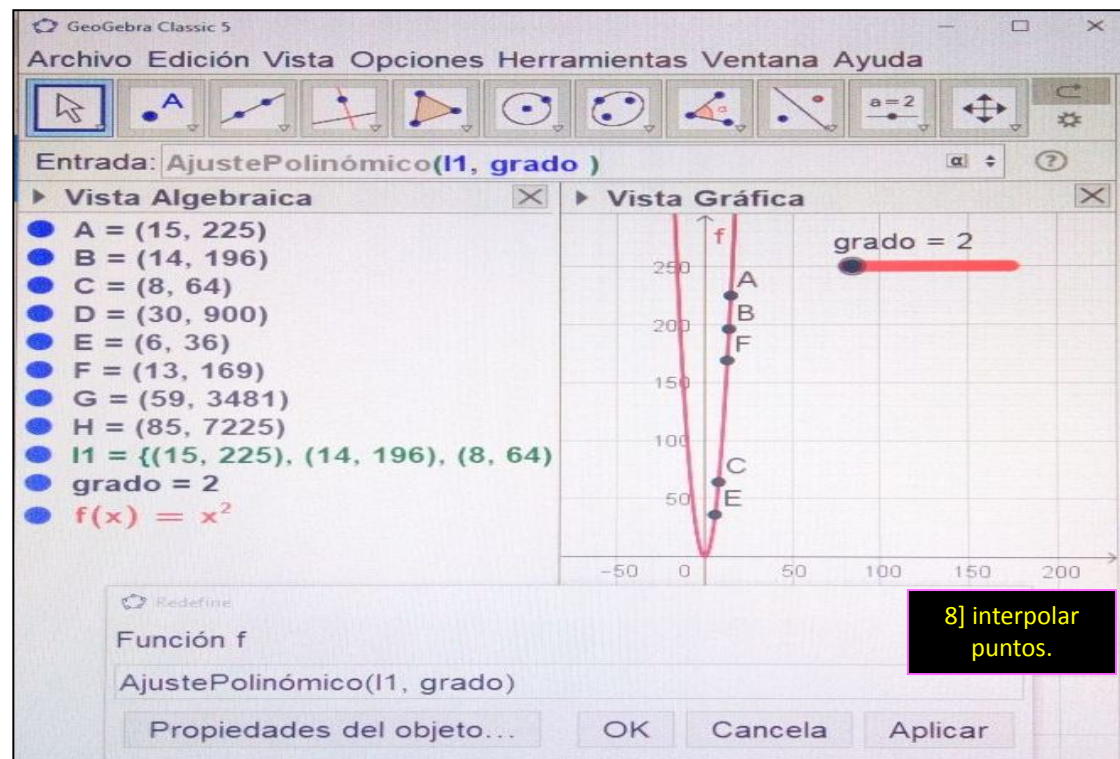 GeoGebra Classic 5
Archivo Edición Vista Opciones Herramientas Ventana Ayuda
A
a = 2
Entrada: AjustePolinómico(l1, grado )
α
?
Vista Algebraica
Vista Gráfica
A = (15, 225)
B = (14, 196)
C = (8, 64)
D = (30, 900)
E = (6, 36)
F = (13, 169)
G = (59, 3481)
H = (85, 7225)
l1 = {(15, 225), (14, 196), (8, 64)
grado = 2
f(x) = x²
f
grado = 2
250
A
200
B
F
150
100
C
50
E
-50 0 50 100 150 200
Redefine
Función f
AjustePolinómico(l1, grado)
Propiedades del objeto... OK Cancela Aplicar
8] interpolar
puntos.